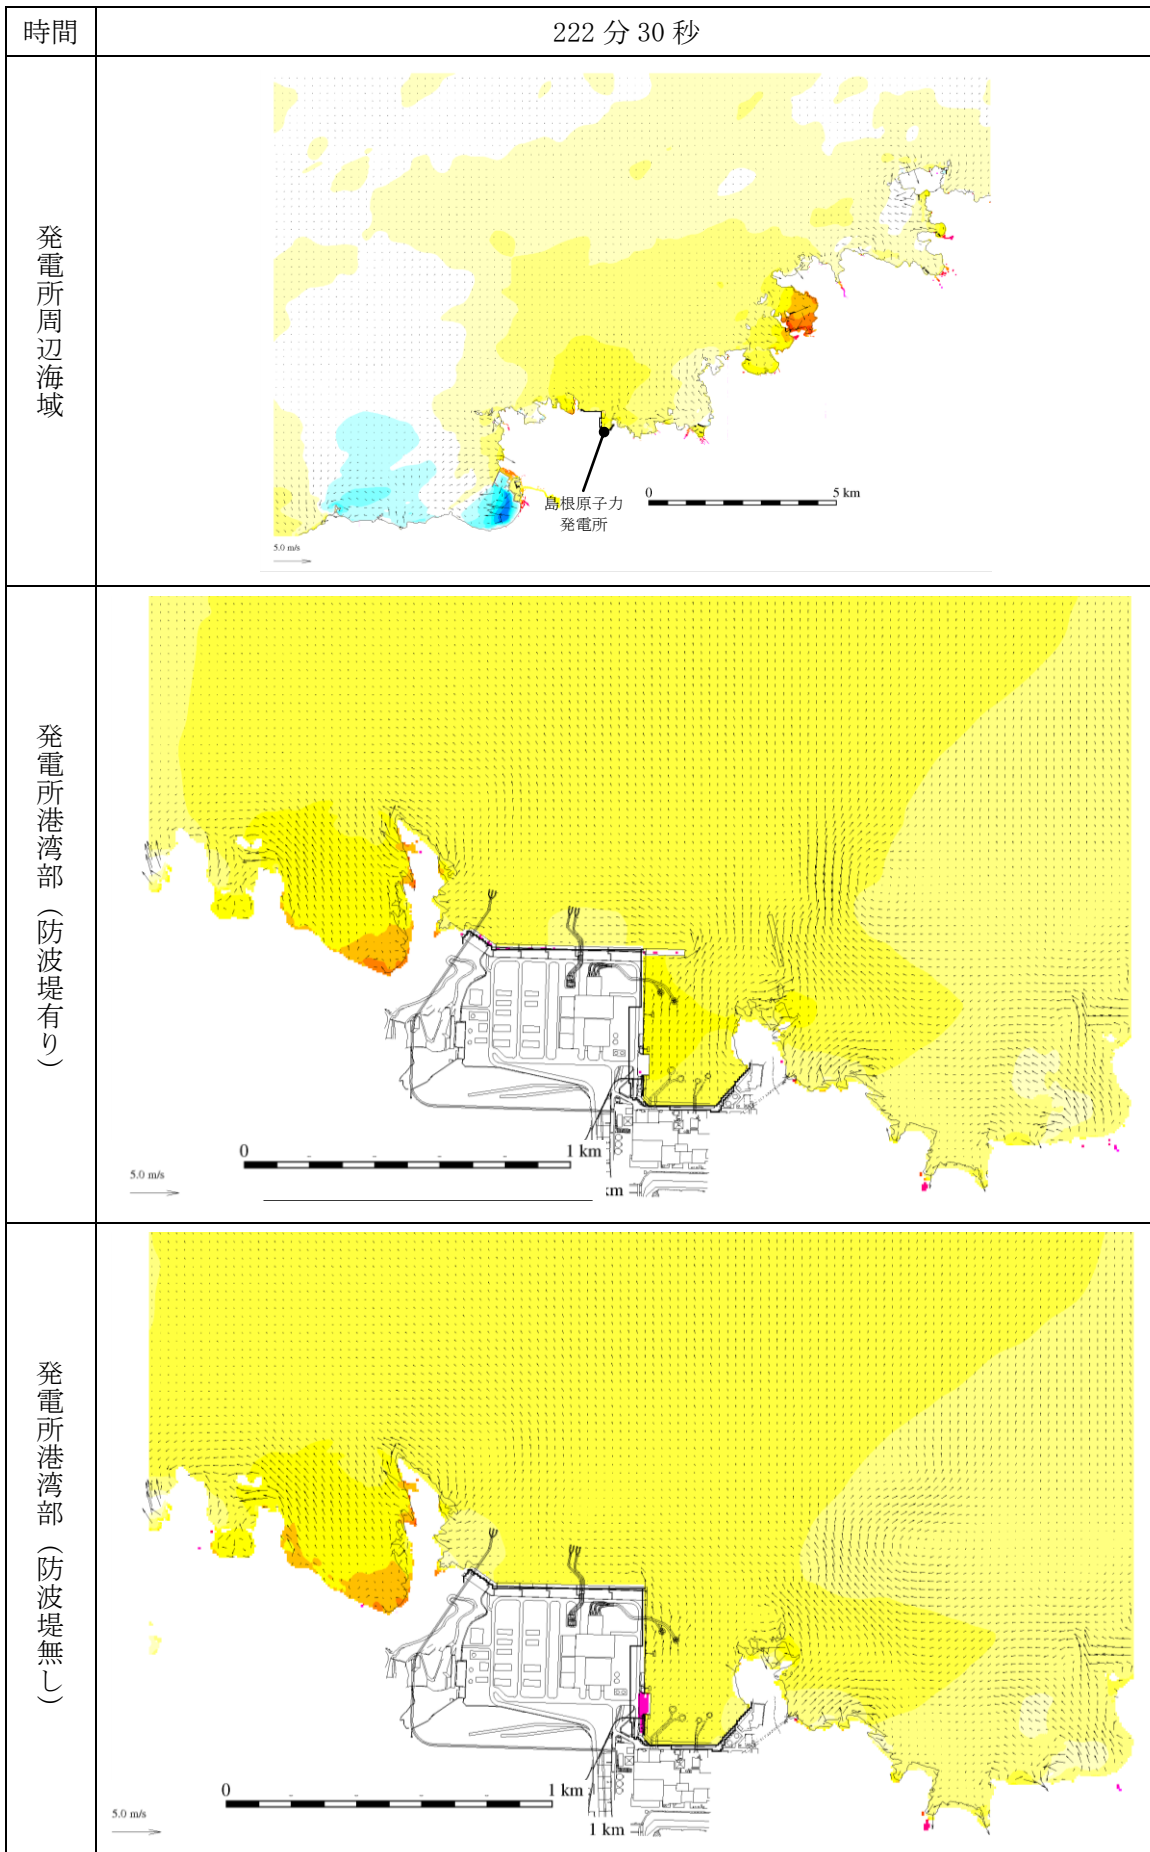 時間
222 分 30 秒
発電所周辺海域
島根原子力
発電所
0 5 km
5.0 m/s
発電所港湾部（防波堤有り）
0 1 km
5.0 m/s
km
発電所港湾部（防波堤無し）
0 1 km
5.0 m/s
1 km